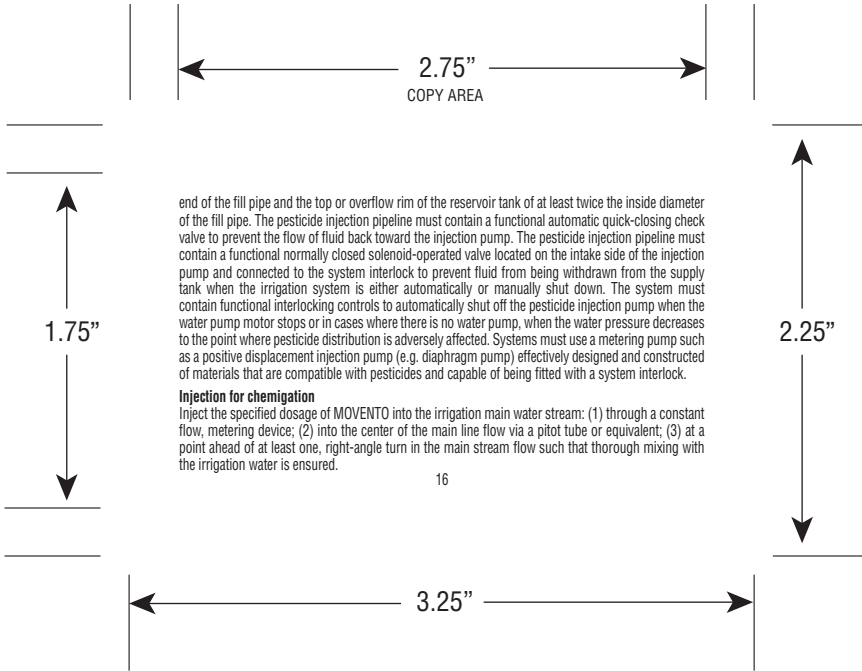 2.75”
COPY AREA
end of the fill pipe and the top or overflow rim of the reservoir tank of at least twice the inside diameter
of the fill pipe. The pesticide injection pipeline must contain a functional automatic quick-closing check
valve to prevent the flow of fluid back toward the injection pump. The pesticide injection pipeline must
contain a functional normally closed solenoid-operated valve located on the intake side of the injection
pump and connected to the system interlock to prevent fluid from being withdrawn from the supply
tank when the irrigation system is either automatically or manually shut down. The system must
contain functional interlocking controls to automatically shut off the pesticide injection pump when the
water pump motor stops or in cases where there is no water pump, when the water pressure decreases
to the point where pesticide distribution is adversely affected. Systems must use a metering pump such
as a positive displacement injection pump (e.g. diaphragm pump) effectively designed and constructed
of materials that are compatible with pesticides and capable of being fitted with a system interlock.
1.75”
2.25”
Injection for chemigation
Inject the specified dosage of MOVENTO into the irrigation main water stream: (1) through a constant
flow, metering device; (2) into the center of the main line flow via a pitot tube or equivalent; (3) at a
point ahead of at least one, right-angle turn in the main stream flow such that thorough mixing with
the irrigation water is ensured.
16
3.25”